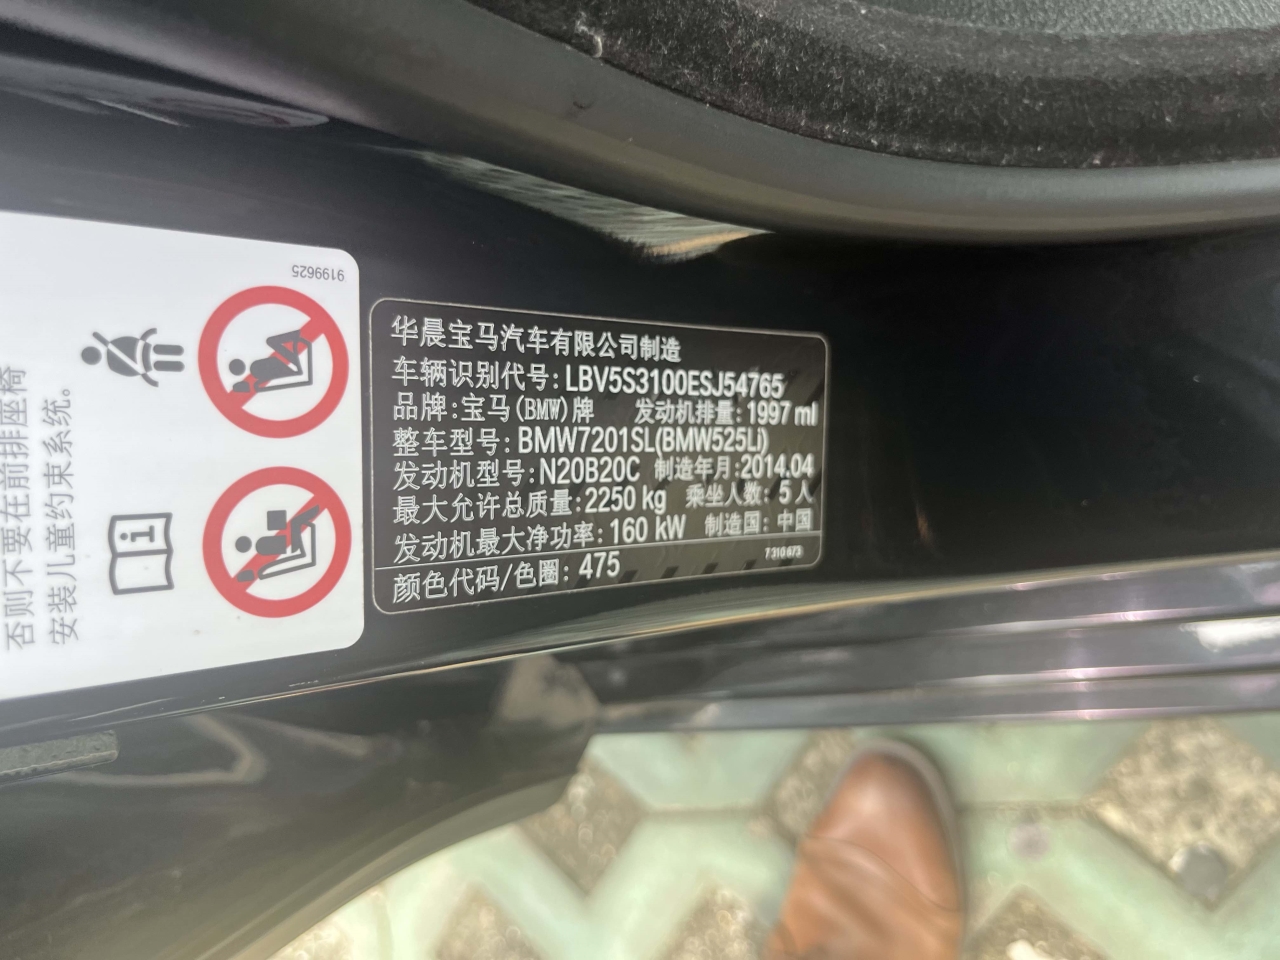 9199625
否则不要在前排座椅
安装儿童约束系统。
华晨宝马汽车有限公司制造
车辆识别代号: LBV5S3100ESJ54765
品牌:宝马(BMW)牌 发动机排量: 1997 ml
整车型号: BMW7201SL(BMW525Li)
发动机型号: N20B20C 制造年月: 2014.04
最大允许总质量: 2250 kg 乘坐人数: 5 人
发动机最大净功率: 160 kW 制造国: 中国
颜色代码/色圈: 475
7 310 673